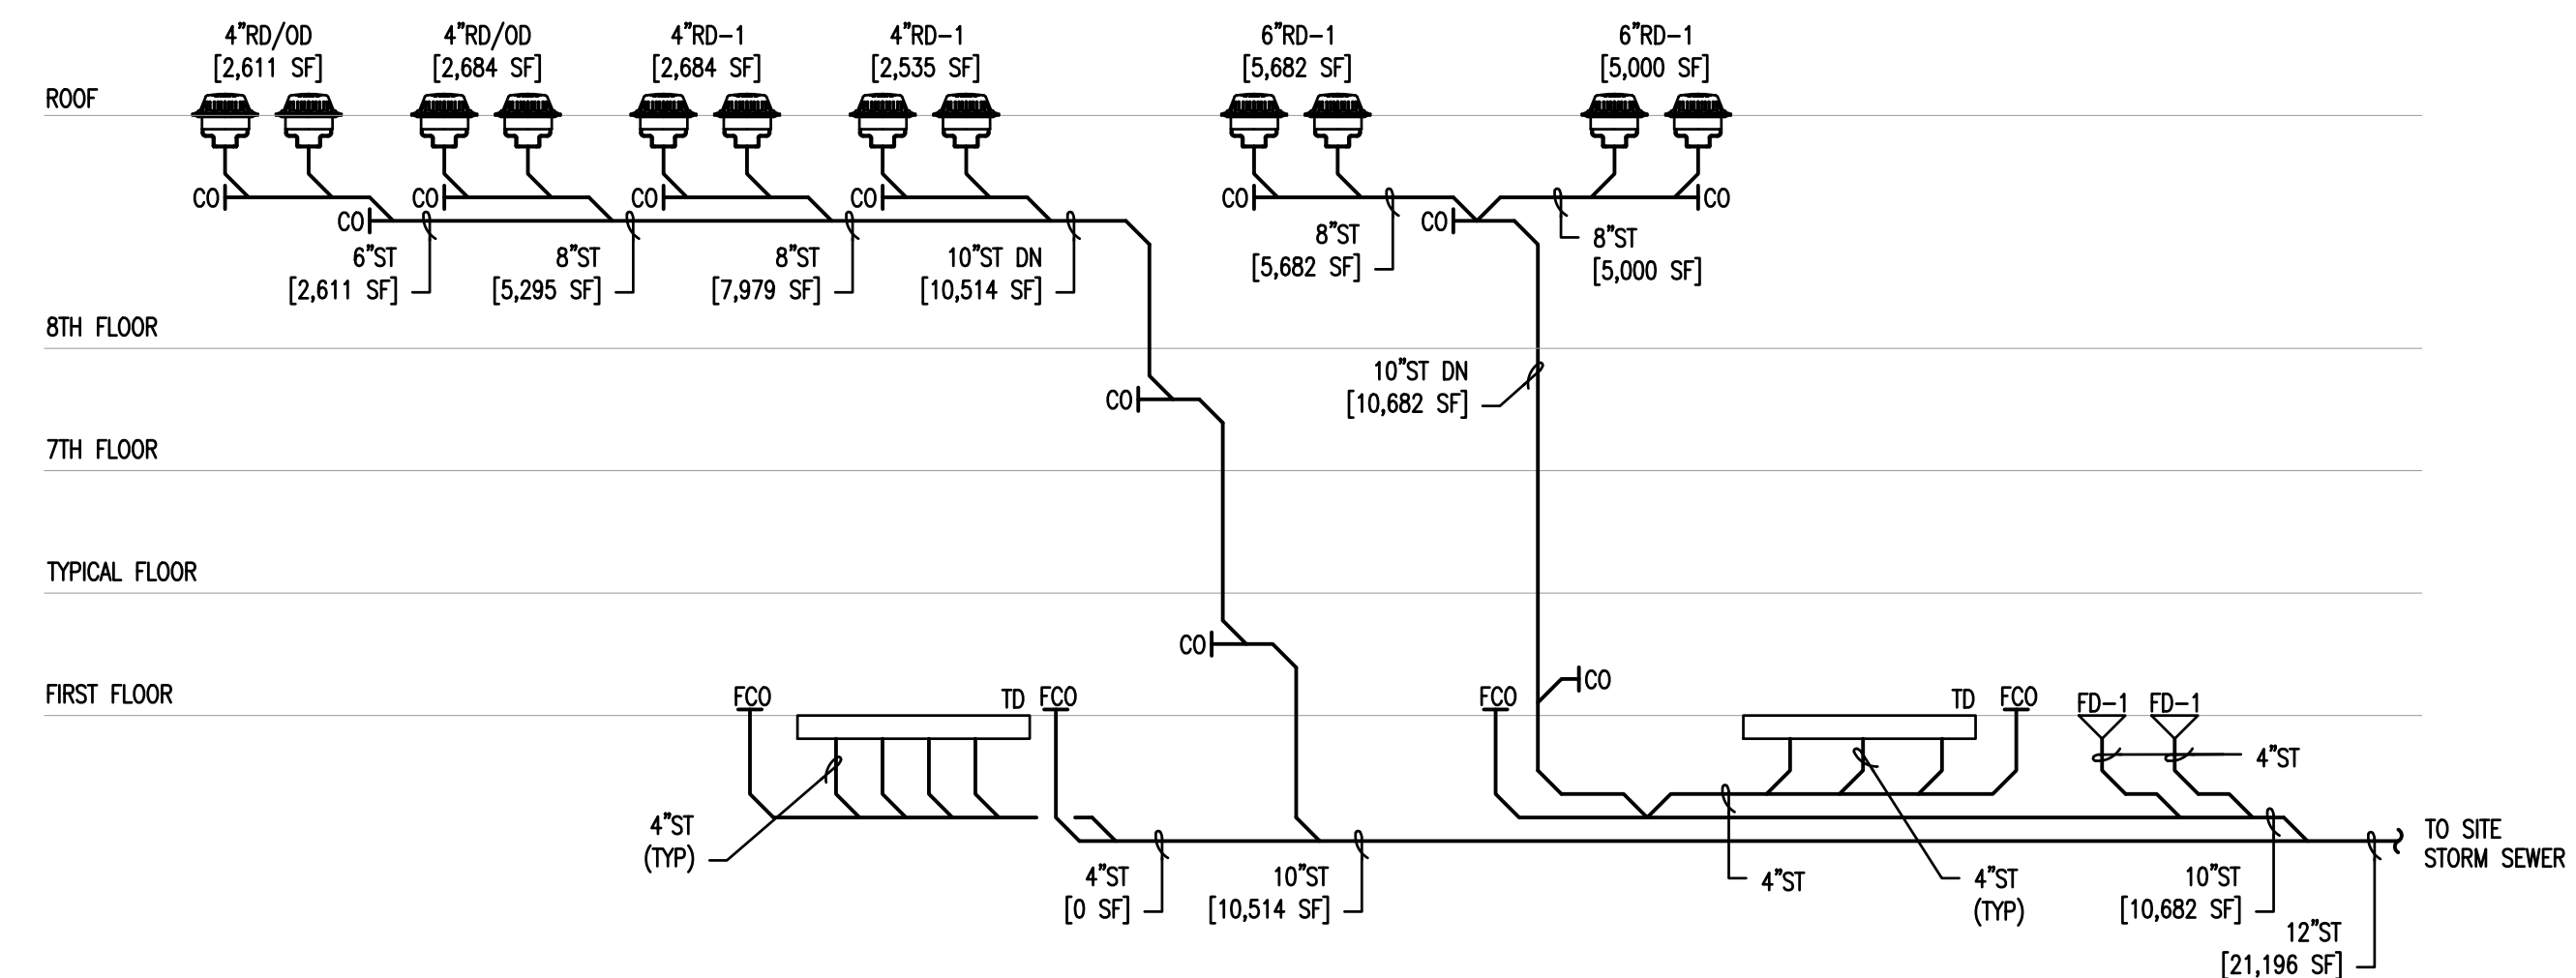 4"RD/OD
[2,611 SF]
4"RD/OD
[2,684 SF]
4"RD-1
[2,684 SF]
4"RD-1
[2,535 SF]
6"RD-1
[5,682 SF]
6"RD-1
[5,000 SF]
ROOF
CO
CO
CO
CO
CO
CO
CO
CO
6"ST
[2,611 SF]
8"ST
[5,295 SF]
8"ST
[7,979 SF]
10"ST DN
[10,514 SF]
8"ST
[5,682 SF]
8"ST
[5,000 SF]
8TH FLOOR
10"ST DN
[10,682 SF]
CO
7TH FLOOR
TYPICAL FLOOR
CO
CO
FIRST FLOOR
FCO
TD
FCO
FCO
TD
FCO
FD-1
FD-1
4"ST
4"ST
(TYP)
4"ST
[0 SF]
10"ST
[10,514 SF]
4"ST
4"ST
(TYP)
10"ST
[10,682 SF]
12"ST
[21,196 SF]
TO SITE
STORM SEWER